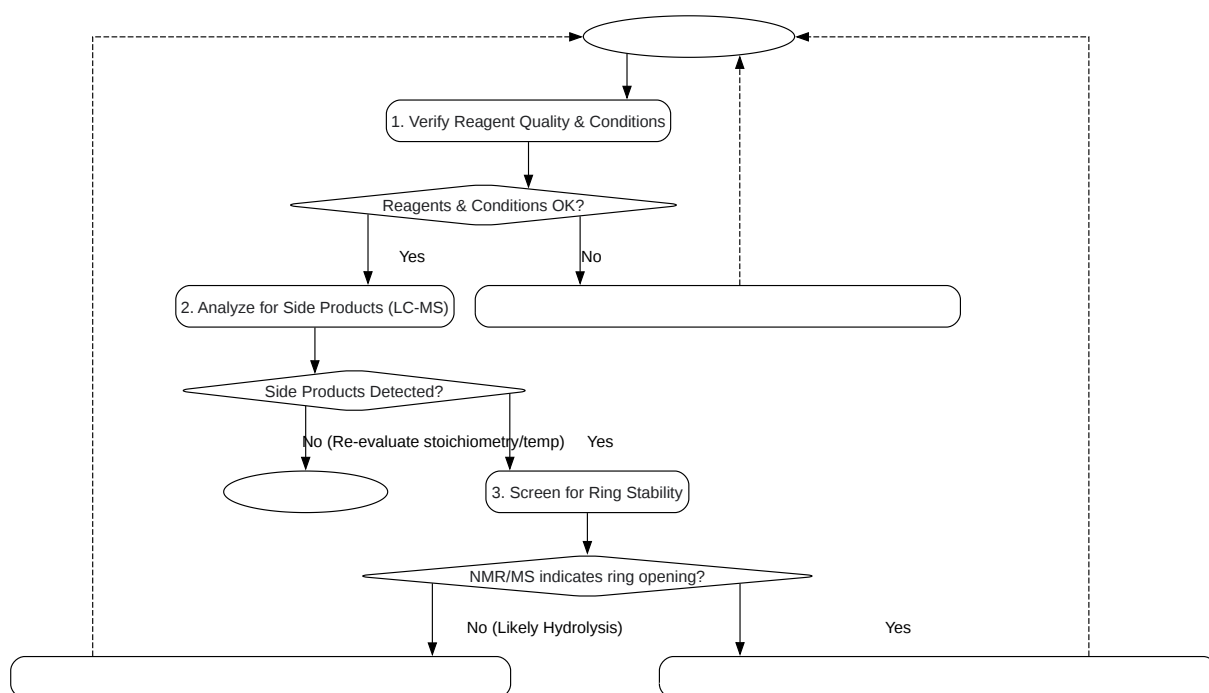 1. Verify Reagent Quality & Conditions
Reagents & Conditions OK?
Yes
No
2. Analyze for Side Products (LC-MS)
Side Products Detected?
No (Re-evaluate stoichiometry/temp)
Yes
3. Screen for Ring Stability
NMR/MS indicates ring opening?
No (Likely Hydrolysis)
Yes